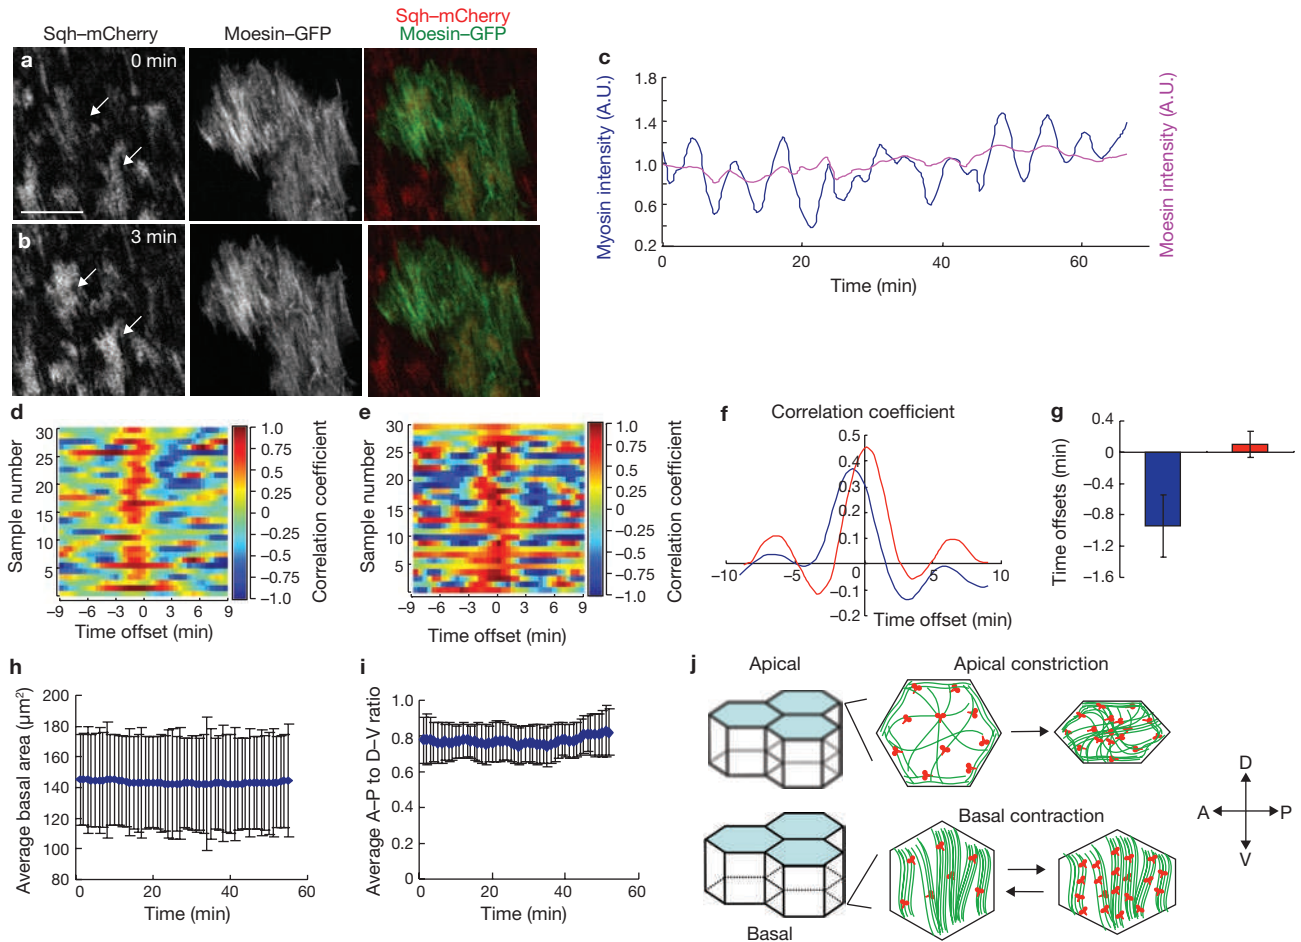 Sqh–mCherry
Moesin–GFP
Sqh–mCherry
Moesin–GFP
a
0 min
b
3 min
c
Myosin intensity (A.U.)
1.8
1.4
1.0
0.6
0.2
0
20
40
60
Time (min)
Moesin intensity (A.U.)
d
Sample number
30
25
20
15
10
5
–9
–6
–3
0
3
6
9
Time offset (min)
1.0
0.75
0.50
0.25
0
–0.25
–0.5
–0.75
–1.0
Correlation coefficient
e
Sample number
30
25
20
15
10
5
0
–9
–6
–3
0
3
6
9
Time offset (min)
1.0
0.75
0.50
0.25
0
–0.25
–0.5
–0.75
–1.0
Correlation coefficient
f
Correlation coefficient
0.5
0.4
0.3
0.2
0.1
0
–0.1
–0.2
–10
–5
0
5
10
Time offset (min)
g
Time offsets (min)
0.4
0
–0.4
–0.8
–1.2
–1.6
h
Average basal area (µm²)
200
180
160
140
120
100
80
0
20
40
60
Time (min)
i
Average A–P to D–V ratio
1.0
0.8
0.6
0.4
0.2
0
0
20
40
60
Time (min)
j
Apical
Apical constriction
Basal
Basal contraction
D
A
P
V